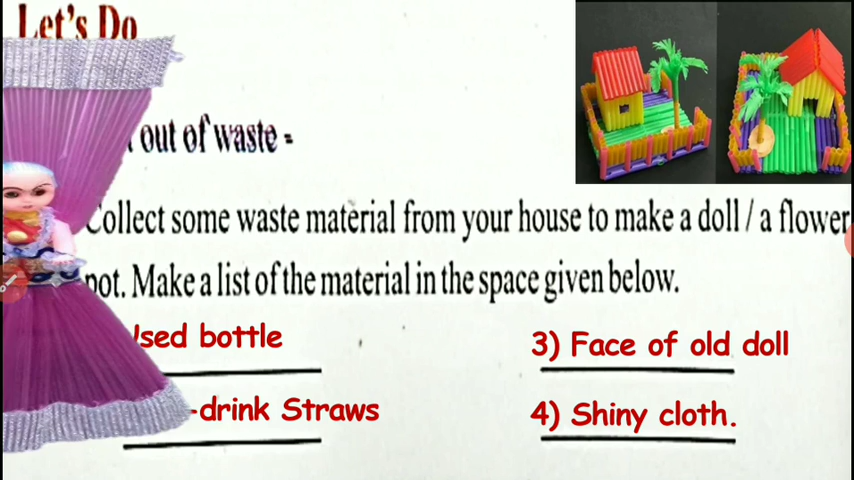 Let's Do
out of waste =
Collect some waste material from your house to make a doll / a flower
pot. Make a list of the material in the space given below.
Used bottle
3) Face of old doll
-drink Straws
4) Shiny cloth.